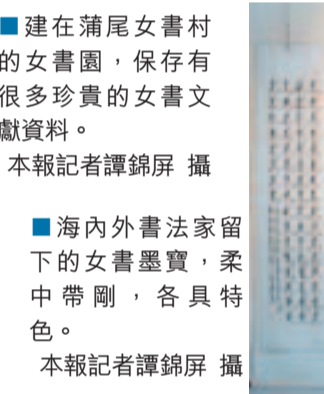 ■建在蒲尾女書村
的女書園，保存有
很多珍貴的女書文
獻資料。
本報記者譚錦屏 攝
■海內外書法家留
下的女書墨寶，柔
中帶剛，各具特
色。
本報記者譚錦屏 攝